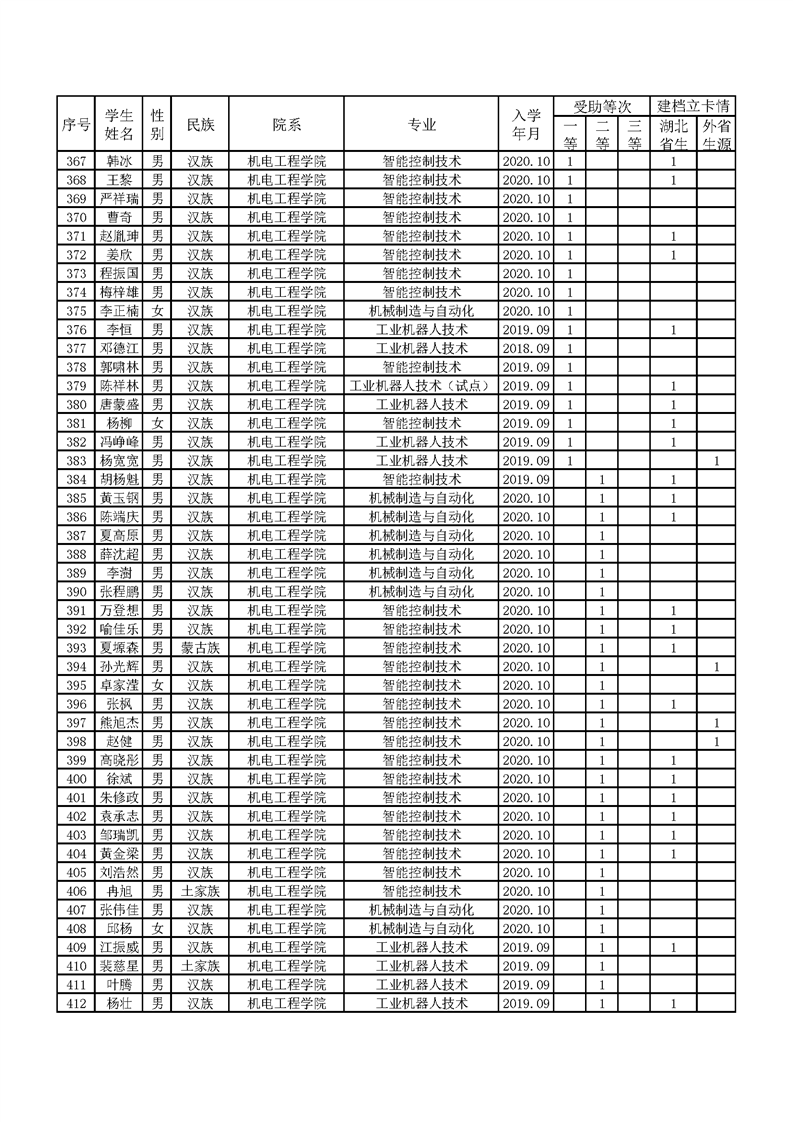 序号 学生姓名 性别 民族 院系 专业 入学年月 受助等次 建档立卡情
一等 二等 三等 湖北省生 外省生源
367 韩冰 男 汉族 机电工程学院 智能控制技术 2020.10 1 1
368 王黎 男 汉族 机电工程学院 智能控制技术 2020.10 1 1
369 严祥瑞 男 汉族 机电工程学院 智能控制技术 2020.10 1
370 曹奇 男 汉族 机电工程学院 智能控制技术 2020.10 1
371 赵胤珅 男 汉族 机电工程学院 智能控制技术 2020.10 1 1
372 姜欣 男 汉族 机电工程学院 智能控制技术 2020.10 1 1
373 程振国 男 汉族 机电工程学院 智能控制技术 2020.10 1
374 梅梓雄 男 汉族 机电工程学院 智能控制技术 2020.10 1
375 李正楠 女 汉族 机电工程学院 机械制造与自动化 2020.10 1
376 李恒 男 汉族 机电工程学院 工业机器人技术 2019.09 1 1
377 邓德江 男 汉族 机电工程学院 工业机器人技术 2018.09 1
378 郭啸林 男 汉族 机电工程学院 智能控制技术 2019.09 1
379 陈祥林 男 汉族 机电工程学院 工业机器人技术（试点） 2019.09 1 1
380 唐蒙盛 男 汉族 机电工程学院 工业机器人技术 2019.09 1 1
381 杨柳 女 汉族 机电工程学院 智能控制技术 2019.09 1 1
382 冯峥峰 男 汉族 机电工程学院 工业机器人技术 2019.09 1 1
383 杨宽宽 男 汉族 机电工程学院 工业机器人技术 2019.09 1 1
384 胡杨魁 男 汉族 机电工程学院 智能控制技术 2019.09 1 1
385 黄玉钢 男 汉族 机电工程学院 机械制造与自动化 2020.10 1 1
386 陈端庆 男 汉族 机电工程学院 机械制造与自动化 2020.10 1 1
387 夏高原 男 汉族 机电工程学院 机械制造与自动化 2020.10 1
388 薛沈超 男 汉族 机电工程学院 机械制造与自动化 2020.10 1
389 李澍 男 汉族 机电工程学院 机械制造与自动化 2020.10 1
390 张程鹏 男 汉族 机电工程学院 机械制造与自动化 2020.10 1
391 万登想 男 汉族 机电工程学院 智能控制技术 2020.10 1 1
392 喻佳乐 男 汉族 机电工程学院 智能控制技术 2020.10 1 1
393 夏塬森 男 蒙古族 机电工程学院 智能控制技术 2020.10 1 1
394 孙光辉 男 汉族 机电工程学院 智能控制技术 2020.10 1 1
395 卓家滢 女 汉族 机电工程学院 智能控制技术 2020.10 1
396 张枫 男 汉族 机电工程学院 智能控制技术 2020.10 1 1
397 熊旭杰 男 汉族 机电工程学院 智能控制技术 2020.10 1 1
398 赵健 男 汉族 机电工程学院 智能控制技术 2020.10 1 1
399 高晓彤 男 汉族 机电工程学院 智能控制技术 2020.10 1 1
400 徐斌 男 汉族 机电工程学院 智能控制技术 2020.10 1 1
401 朱修政 男 汉族 机电工程学院 智能控制技术 2020.10 1 1
402 袁承志 男 汉族 机电工程学院 智能控制技术 2020.10 1 1
403 邹瑞凯 男 汉族 机电工程学院 智能控制技术 2020.10 1 1
404 黄金梁 男 汉族 机电工程学院 智能控制技术 2020.10 1 1
405 刘浩然 男 汉族 机电工程学院 智能控制技术 2020.10 1
406 冉旭 男 土家族 机电工程学院 智能控制技术 2020.10 1
407 张伟佳 男 汉族 机电工程学院 机械制造与自动化 2020.10 1
408 邱杨 女 汉族 机电工程学院 机械制造与自动化 2020.10 1
409 江振威 男 汉族 机电工程学院 工业机器人技术 2019.09 1 1
410 裴慈星 男 土家族 机电工程学院 工业机器人技术 2019.09 1
411 叶腾 男 汉族 机电工程学院 工业机器人技术 2019.09 1
412 杨壮 男 汉族 机电工程学院 工业机器人技术 2019.09 1 1